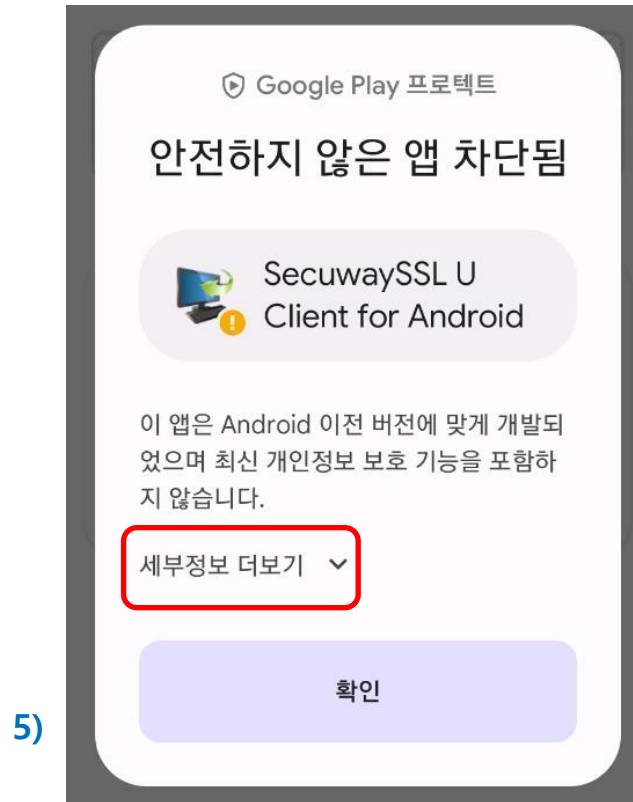 Google Play 프로텍트
안전하지 않은 앱 차단됨
SecuwaySSL U
Client for Android
이 앱은 Android 이전 버전에 맞게 개발되
었으며 최신 개인정보 보호 기능을 포함하
지 않습니다.
세부정보 더보기
확인
5)